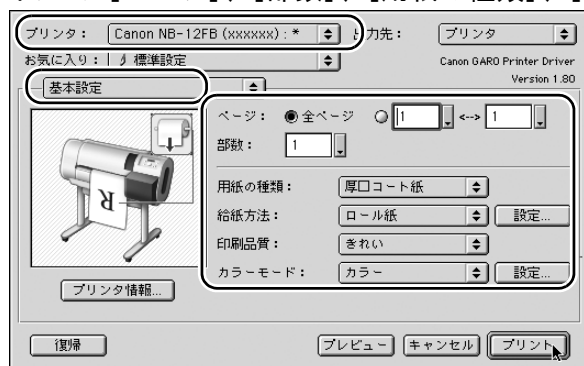 プリンタ： Canon NB-12FB (xxxxxx) : * 出力先： プリンタ
お気に入り： 標準設定 Canon GARO Printer Driver
基本設定 Version 1.80
ページ： 全ページ 1 <--> 1
部数： 1
用紙の種類： 厚口コート紙
給紙方法： ロール紙 設定...
印刷品質： きれい
カラーモード： カラー 設定...
R
プリンタ情報...
復帰 プレビュー キャンセル プリント